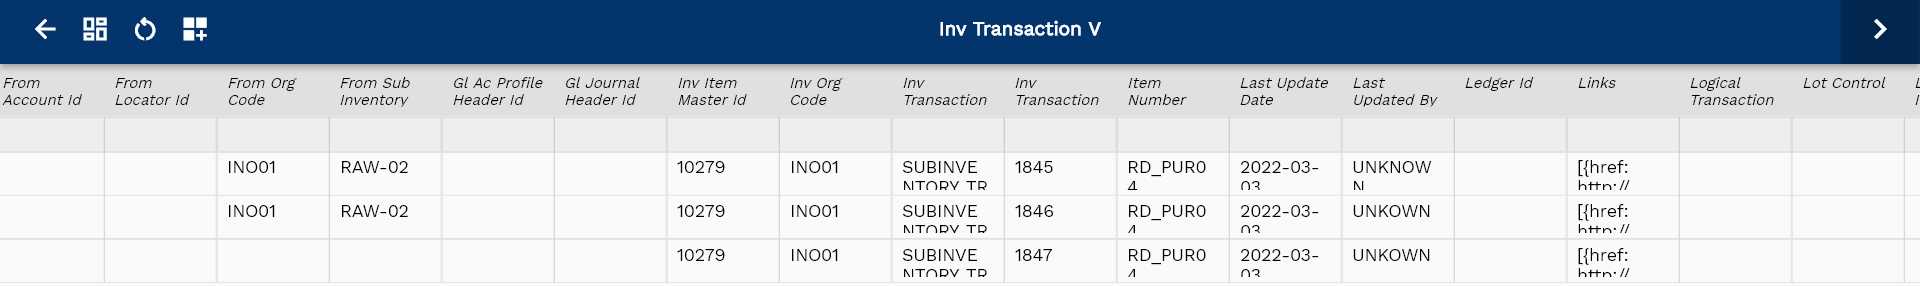 Inv Transaction V
From Account Id From Locator Id From Org Code From Sub Inventory Gl Ac Profile Header Id Gl Journal Header Id Inv Item Master Id Inv Org Code Inv Transaction Inv Transaction Item Number Last Update Date Last Updated By Ledger Id Links Logical Transaction Lot Control
INO01 RAW-02 10279 INO01 SUBINVE NTORY TR 1845 RD_PUR0 4 2022-03- 03 UNKNOW N [{href: http://
INO01 RAW-02 10279 INO01 SUBINVE NTORY TR 1846 RD_PUR0 4 2022-03- 03 UNKOWN [{href: http://
10279 INO01 SUBINVE NTORY TR 1847 RD_PUR0 4 2022-03- 03 UNKOWN [{href: http://